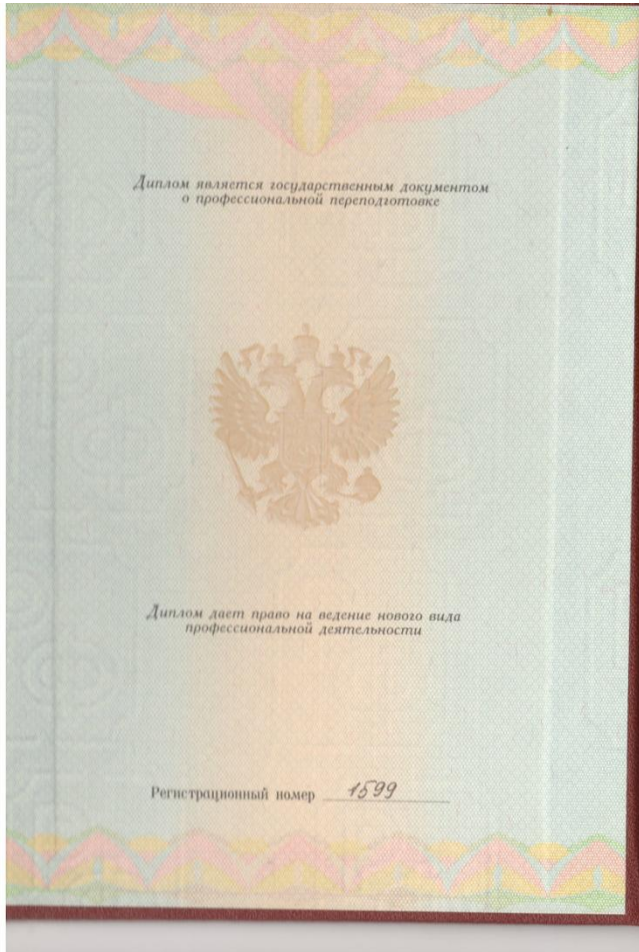 Диплом является государственным документом
о профессиональной переподготовке
Диплом дает право на ведение нового вида
профессиональной деятельности
Регистрационный номер 1599